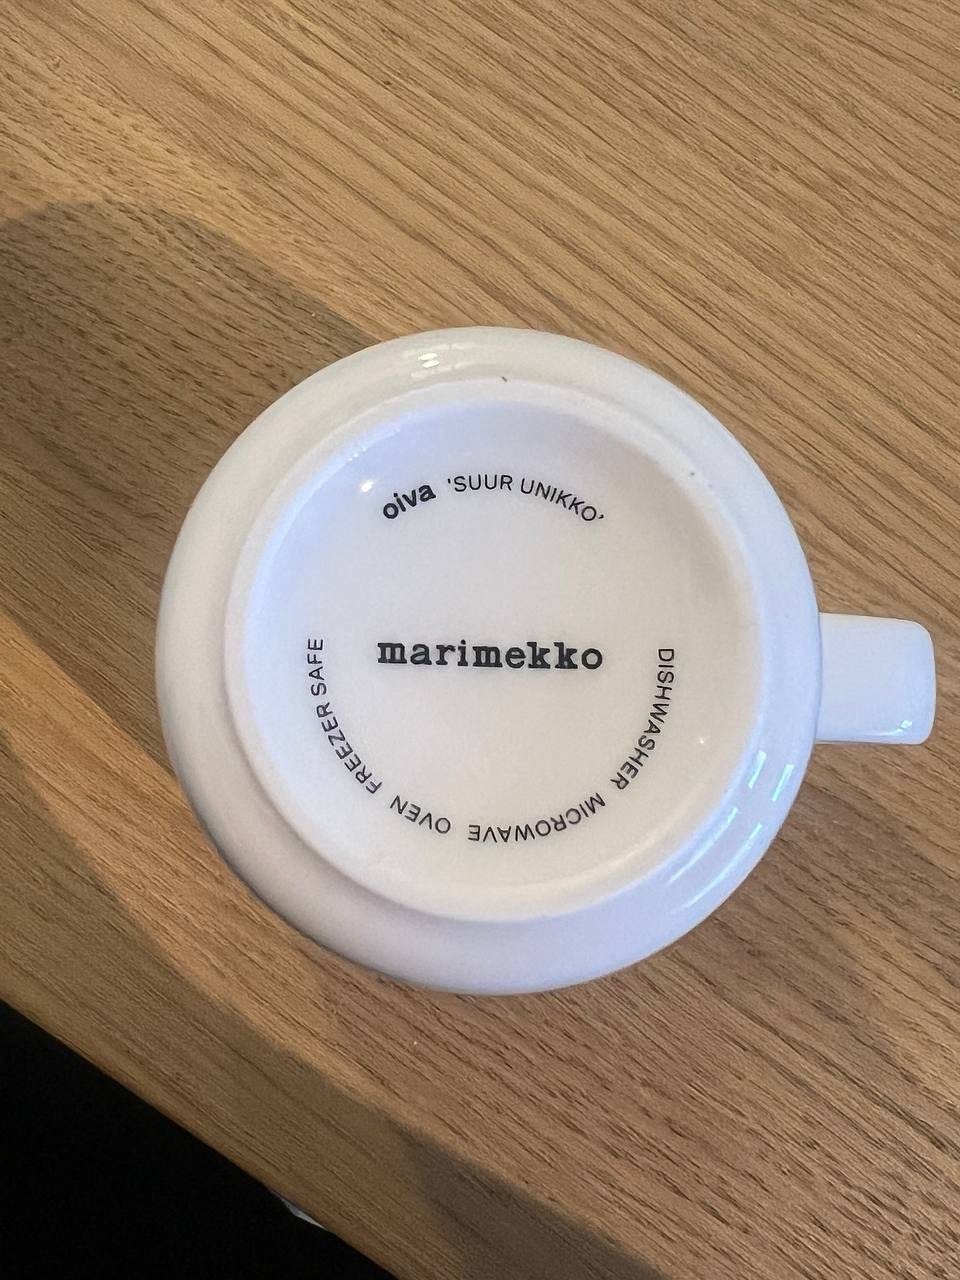 oiva 'SUUR UNIKKO'
marimekko
DISHWASHER MICROWAVE OVEN FREEZER SAFE